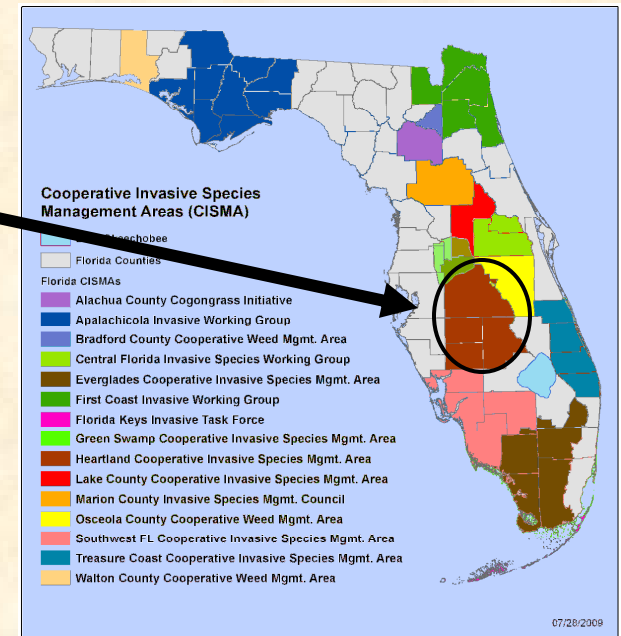 Cooperative Invasive Species
Management Areas (CISMA)
Florida Counties
Florida CISMAs
Alachua County Cogongrass Initiative
Apalachicola Invasive Working Group
Bradford County Cooperative Weed Mgmt. Area
Central Florida Invasive Species Working Group
Everglades Cooperative Invasive Species Mgmt. Area
First Coast Invasive Working Group
Florida Keys Invasive Task Force
Green Swamp Cooperative Invasive Species Mgmt. Area
Heartland Cooperative Invasive Species Mgmt. Area
Lake County Cooperative Invasive Species Mgmt. Area
Marion County Invasive Species Mgmt. Council
Osceola County Cooperative Weed Mgmt. Area
Southwest FL Cooperative Invasive Species Mgmt. Area
Treasure Coast Cooperative Invasive Species Mgmt. Area
Walton County Cooperative Weed Mgmt. Area
07/28/2009